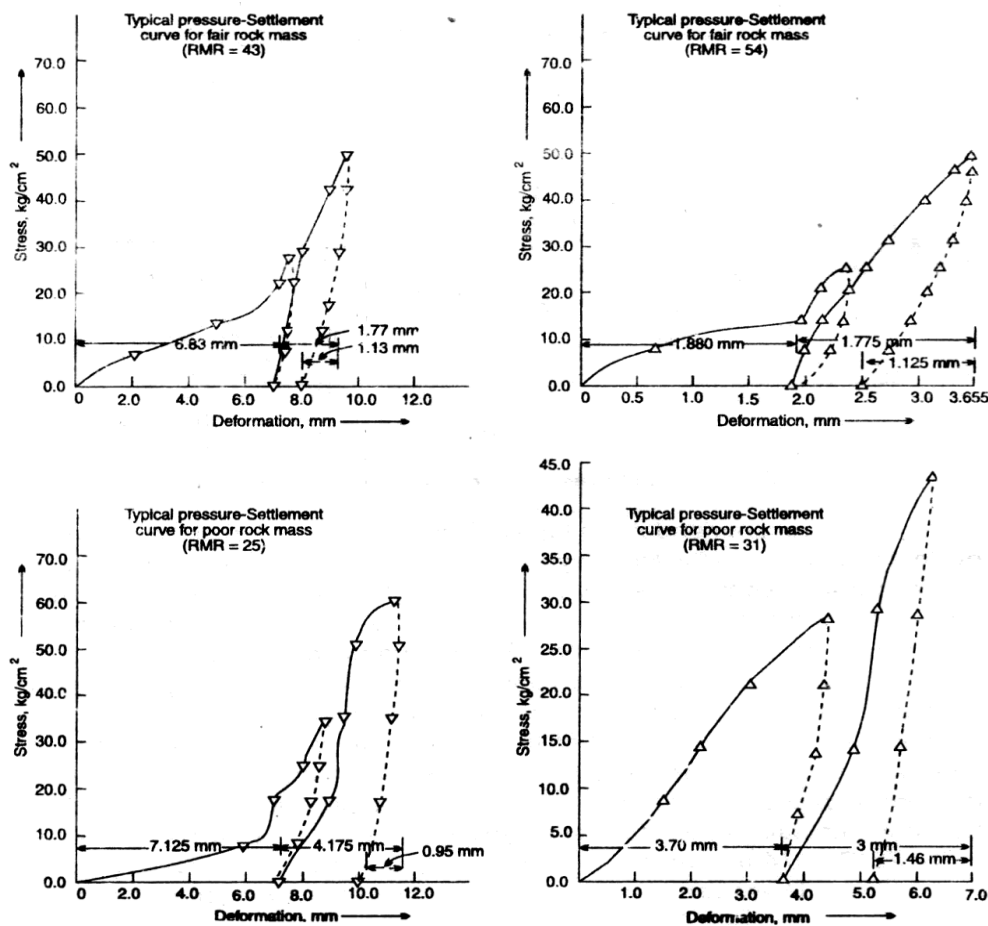 Typical pressure-Settlement
curve for fair rock mass
(RMR = 43)
70.0
60.0
50.0
40.0
30.0
20.0
10.0
0.0
Stress, kg/cm²
6.83 mm
1.77 mm
1.13 mm
2.0
4.0
6.0
8.0
10.0
12.0
Deformation, mm
Typical pressure-Settlement
curve for fair rock mass
(RMR = 54)
70.0
60.0
50.0
40.0
30.0
20.0
10.0
0.0
Stress, kg/cm²
1.880 mm
1.775 mm
1.125 mm
0 0.5 1.0 2.0 2.5 3.0 3.655
Deformation, mm
Typical pressure-Settlement
curve for poor rock mass
(RMR = 25)
70.0
60.0
50.0
40.0
30.0
20.0
10.0
0.0
Stress, kg/cm²
7.125 mm
4.175 mm
0.95 mm
2.0
4.0
6.0
8.0
10.0
12.0
Deformation, mm
Typical pressure-Settlement
curve for poor rock mass
(RMR = 31)
45.0
40.0
35.0
30.0
25.0
20.0
15.0
10.0
5.0
0.0
Stress, kg/cm²
3.70 mm
3 mm
1.46 mm
1.0
2.0
3.0
4.0
5.0
6.0
7.0
Deformation, mm